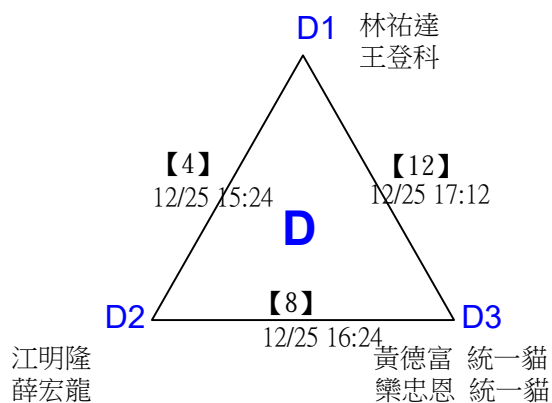 D1 林祐達
王登科
【4】
12/25 15:24
【12】
12/25 17:12
D
【8】
12/25 16:24
D2
D3
江明隆
薛宏龍
黃德富 統一貓
欒忠恩 統一貓